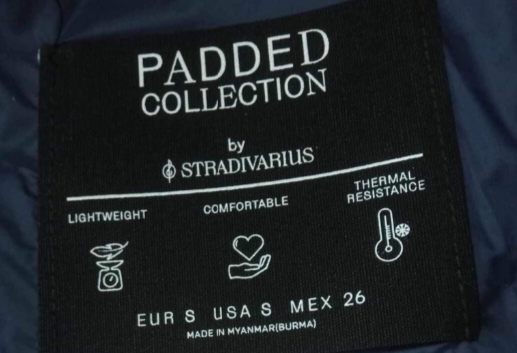 PADDED
COLLECTION
by
STRADIVARIUS
LIGHTWEIGHT
COMFORTABLE
THERMAL
RESISTANCE
EUR S USA S MEX 26
MADE IN MYANMAR(BURMA)